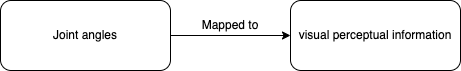 Joint angles
Mapped to
visual perceptual information